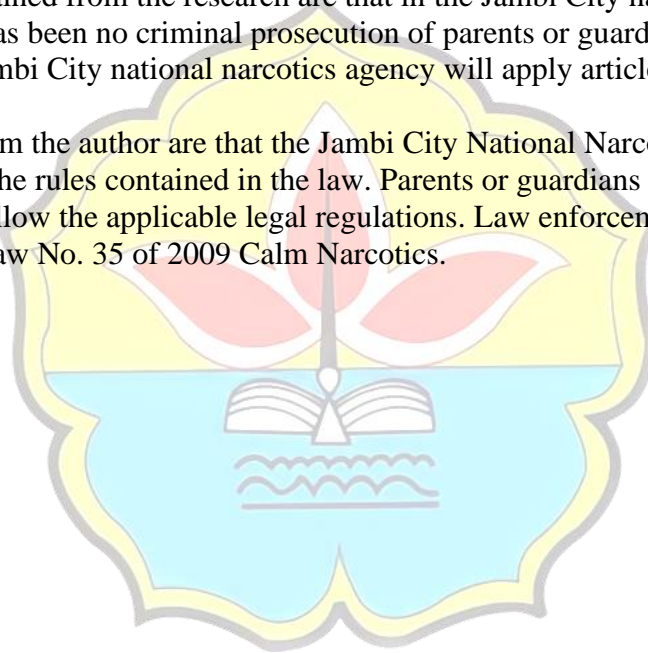 ained from the research are that in the Jambi City na
as been no criminal prosecution of parents or guard
mbi City national narcotics agency will apply article
m the author are that the Jambi City National Narco
he rules contained in the law. Parents or guardians
llow the applicable legal regulations. Law enforcen
aw No. 35 of 2009 Calm Narcotics.